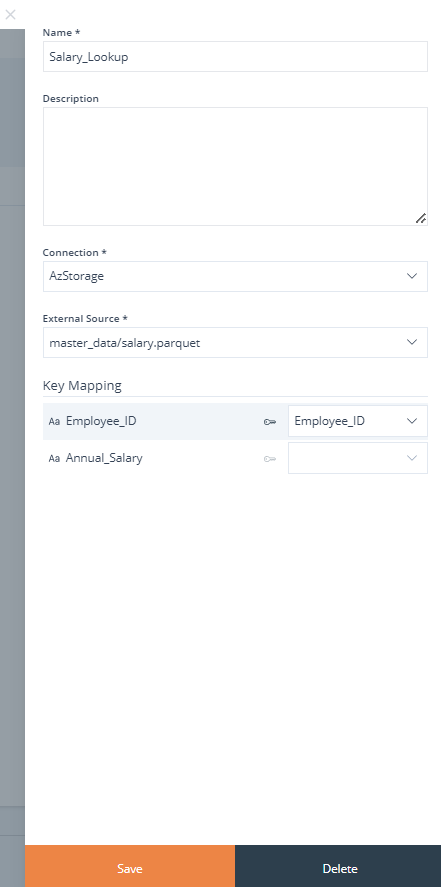 Name *
Salary_Lookup
Description
Connection *
AzStorage
External Source *
master_data/salary.parquet
Key Mapping
Aa Employee_ID Employee_ID
Aa Annual_Salary
Save Delete